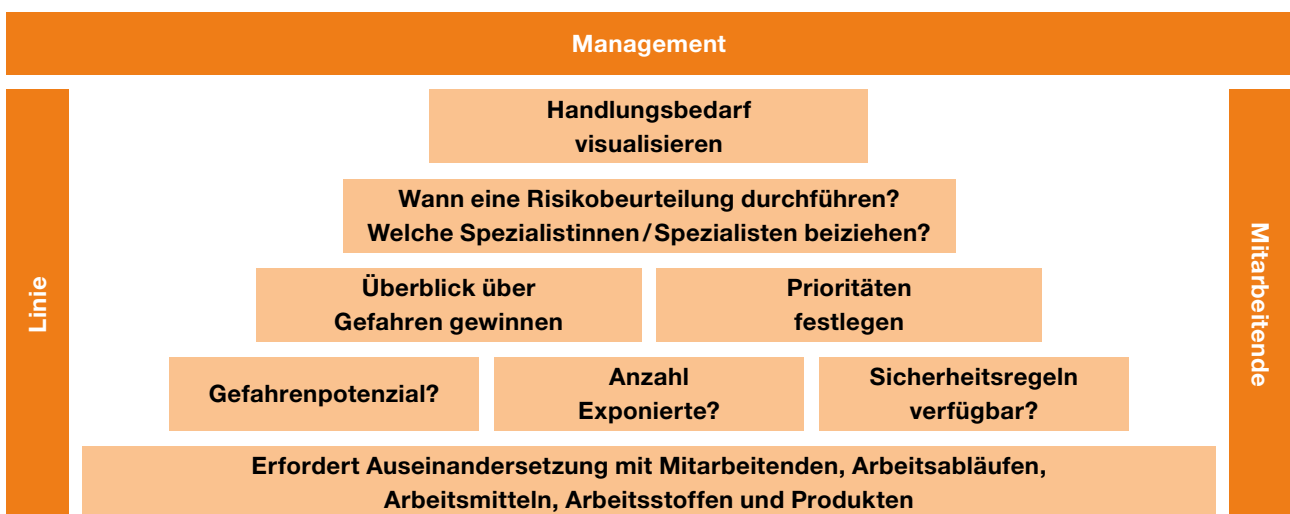 Management
Handlungsbedarf
visualisieren
Wann eine Risikobeurteilung durchführen?
Welche Spezialistinnen/Spezialisten beiziehen?
Linie
Mitarbeitende
Überblick über
Gefahren gewinnen
Prioritäten
festlegen
Gefahrenpotenzial?
Anzahl
Exponierte?
Sicherheitsregeln
verfügbar?
Erfordert Auseinandersetzung mit Mitarbeitenden, Arbeitsabläufen,
Arbeitsmitteln, Arbeitsstoffen und Produkten